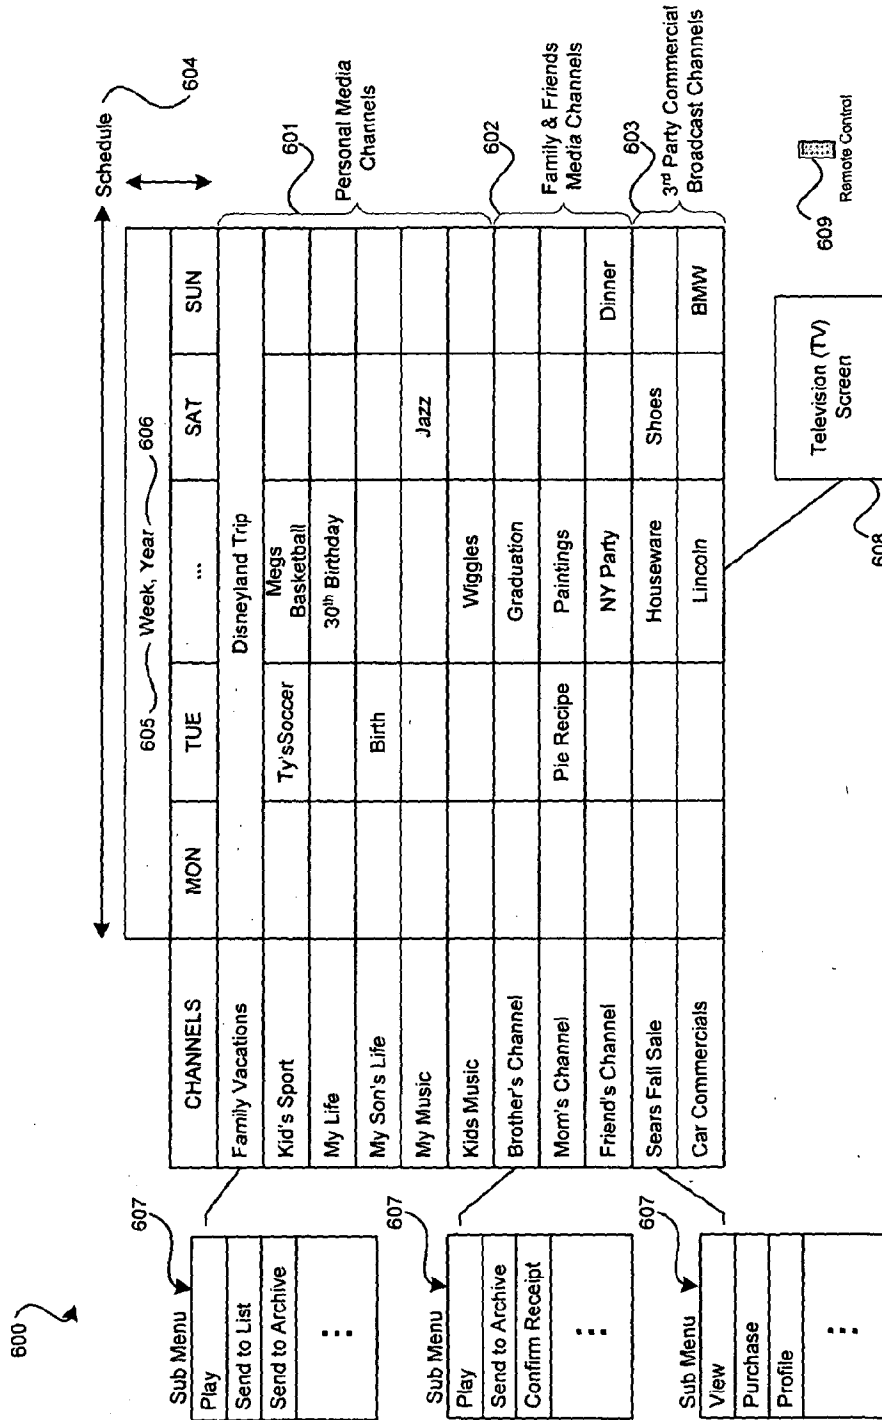 600
Schedule
604
605 Week, Year 606
CHANNELS MON TUE ... SAT SUN
Family Vacations Disneyland Trip
Kid's Sport Ty'sSoccer Megs Basketball
My Life 30th Birthday
My Son's Life Birth
My Music Jazz
Kids Music Wiggles
Brother's Channel Graduation
Mom's Channel Pie Recipe Paintings
Friend's Channel NY Party Dinner
Sears Fall Sale Houseware Shoes
Car Commercials Lincoln BMW
601
Personal Media
Channels
602
Family & Friends
Media Channels
603
3rd Party Commercial
Broadcast Channels
Sub Menu
607
Play
Send to List
Send to Archive
⋮
Sub Menu
607
Play
Send to Archive
Confirm Receipt
⋮
Sub Menu
607
View
Purchase
Profile
⋮
Television (TV)
Screen
608
609
Remote Control